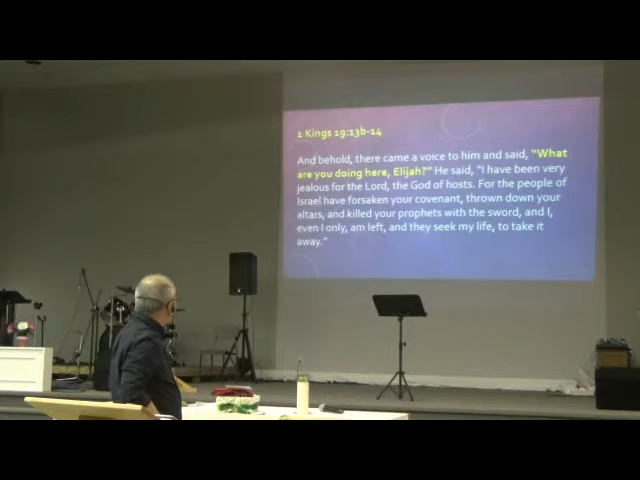 1 Kings 19:13b-14
And behold, there came a voice to him and said, "What
are you doing here, Elijah?" He said, "I have been very
jealous for the Lord, the God of hosts. For the people of
Israel have forsaken your covenant, thrown down your
altars, and killed your prophets with the sword, and I,
even I only, am left, and they seek my life, to take it
away."